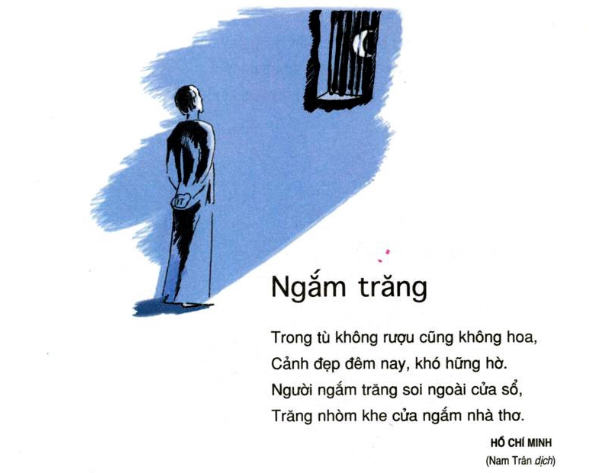 Ngắm trăng
Trong tù không rượu cũng không hoa,
Cảnh đẹp đêm nay, khó hững hờ.
Người ngắm trăng soi ngoài cửa sổ,
Trăng nhòm khe cửa ngắm nhà thơ.
HỒ CHÍ MINH
(Nam Trân dịch)